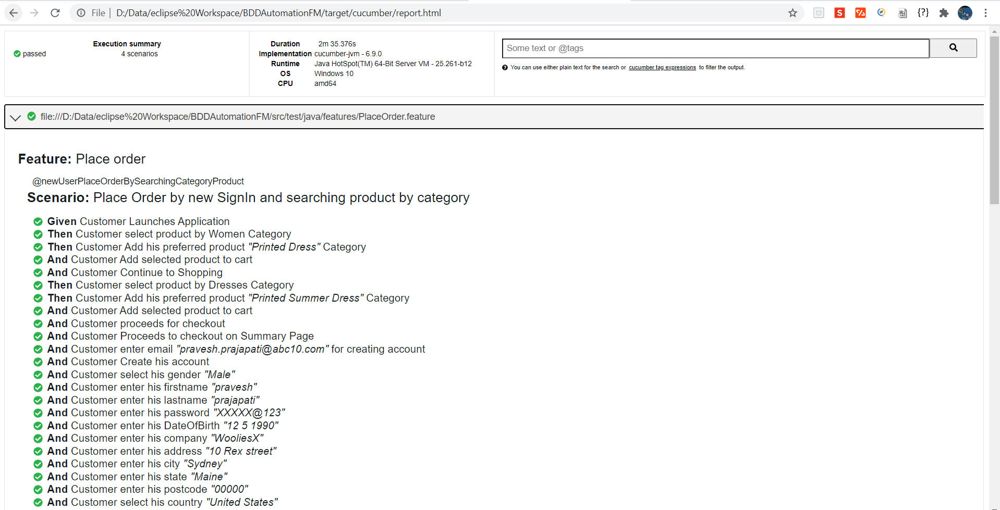 File | D:/Data/eclipse%20Workspace/BDDAutomationFM/target/cucumber/report.html
S
{?}
Execution summary
passed 4 scenarios
Duration 2m 35.376s
Implementation cucumber-jvm - 6.9.0
Runtime Java HotSpot(TM) 64-Bit Server VM - 25.261-b12
OS Windows 10
CPU amd64
Some text or @tags
? You can use either plain text for the search or cucumber tag expressions to filter the output.
file:///D:/Data/eclipse%20Workspace/BDDAutomationFM/src/test/java/features/PlaceOrder.feature
Feature: Place order
@newUserPlaceOrderBySearchingCategoryProduct
Scenario: Place Order by new SignIn and searching product by category
Given Customer Launches Application
Then Customer select product by Women Category
Then Customer Add his preferred product "Printed Dress" Category
And Customer Add selected product to cart
And Customer Continue to Shopping
Then Customer select product by Dresses Category
Then Customer Add his preferred product "Printed Summer Dress" Category
And Customer Add selected product to cart
And Customer proceeds for checkout
And Customer Proceeds to checkout on Summary Page
And Customer enter email "pravesh.prajapati@abc10.com" for creating account
And Customer Create his account
And Customer select his gender "Male"
And Customer enter his firstname "pravesh"
And Customer enter his lastname "prajapati"
And Customer enter his password "XXXXX@123"
And Customer enter his DateOfBirth "12 5 1990"
And Customer enter his company "WooliesX"
And Customer enter his address "10 Rex street"
And Customer enter his city "Sydney"
And Customer enter his state "Maine"
And Customer enter his postcode "00000"
And Customer select his country "United States"